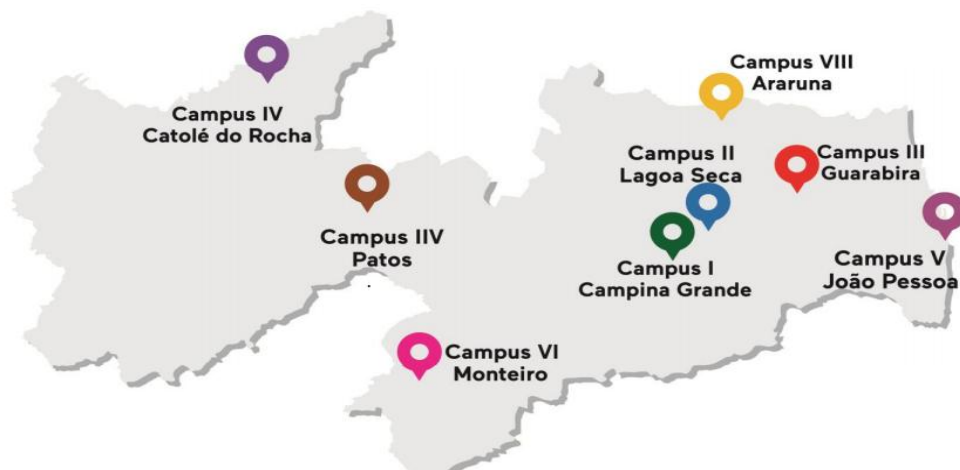 Campus VIII
Araruna
Campus IV
Catolé do Rocha
Campus II
Lagoa Seca
Campus III
Guarabira
Campus IIV
Patos
Campus I
Campina Grande
Campus V
João Pessoa
Campus VI
Monteiro